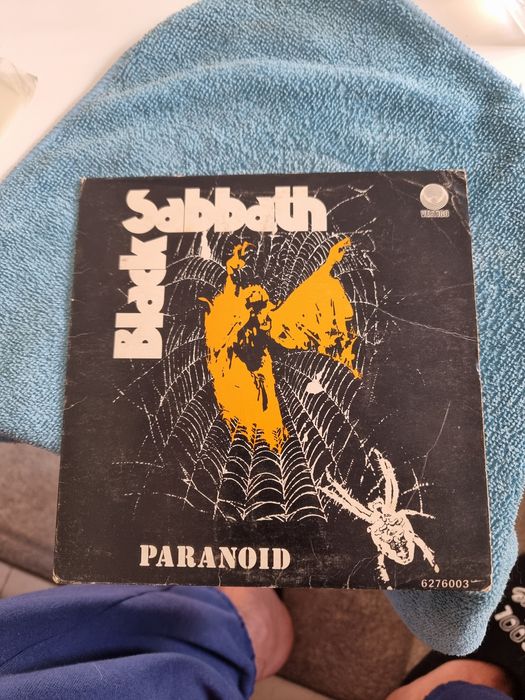 Black
Sabbath
VERTIGO
PARANOID
6276003